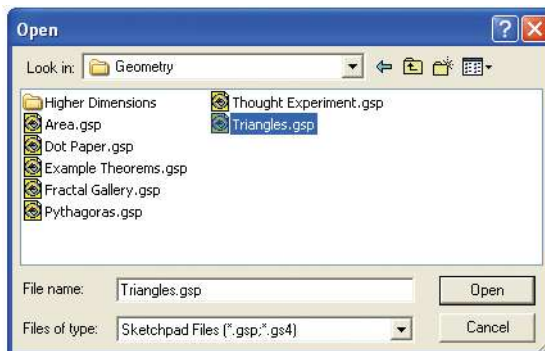 Open
Look in: Geometry
Higher Dimensions
Area.gsp
Dot Paper.gsp
Example Theorems.gsp
Fractal Gallery.gsp
Pythagoras.gsp
Thought Experiment.gsp
Triangles.gsp
File name: Triangles.gsp Open
Files of type: Sketchpad Files (*.gsp;*.gs4) Cancel